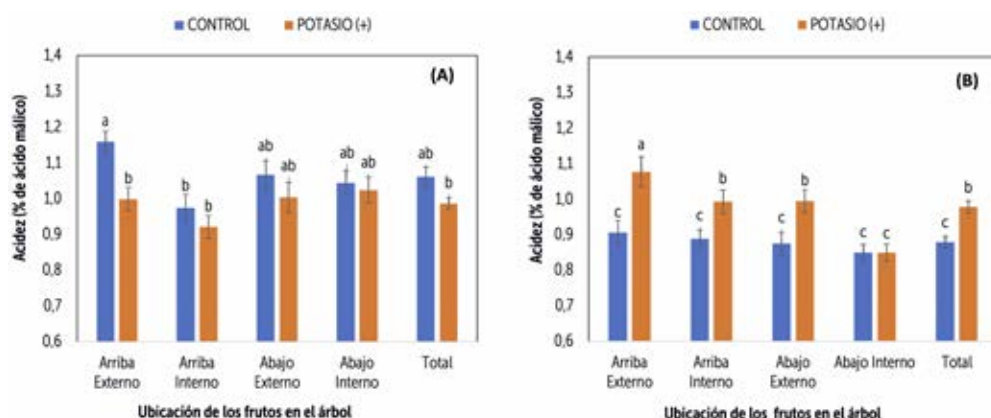 CONTROL POTASIO (+)
(A)
Acidez (% de ácido málico)
1,4
1,3
1,2
1,1
1,0
0,9
0,8
0,7
0,6
a
b
b
b
ab
ab
ab
ab
ab
b
Arriba Externo
Arriba Interno
Abajo Externo
Abajo Interno
Total
Ubicación de los frutos en el árbol
CONTROL POTASIO (+)
(B)
Acidez (% de ácido málico)
1,4
1,3
1,2
1,1
1,0
0,9
0,8
0,7
0,6
c
a
c
b
c
b
c
c
c
b
Arriba Externo
Arriba Interno
Abajo Externo
Abajo Interno
Total
Ubicación de los frutos en el árbol